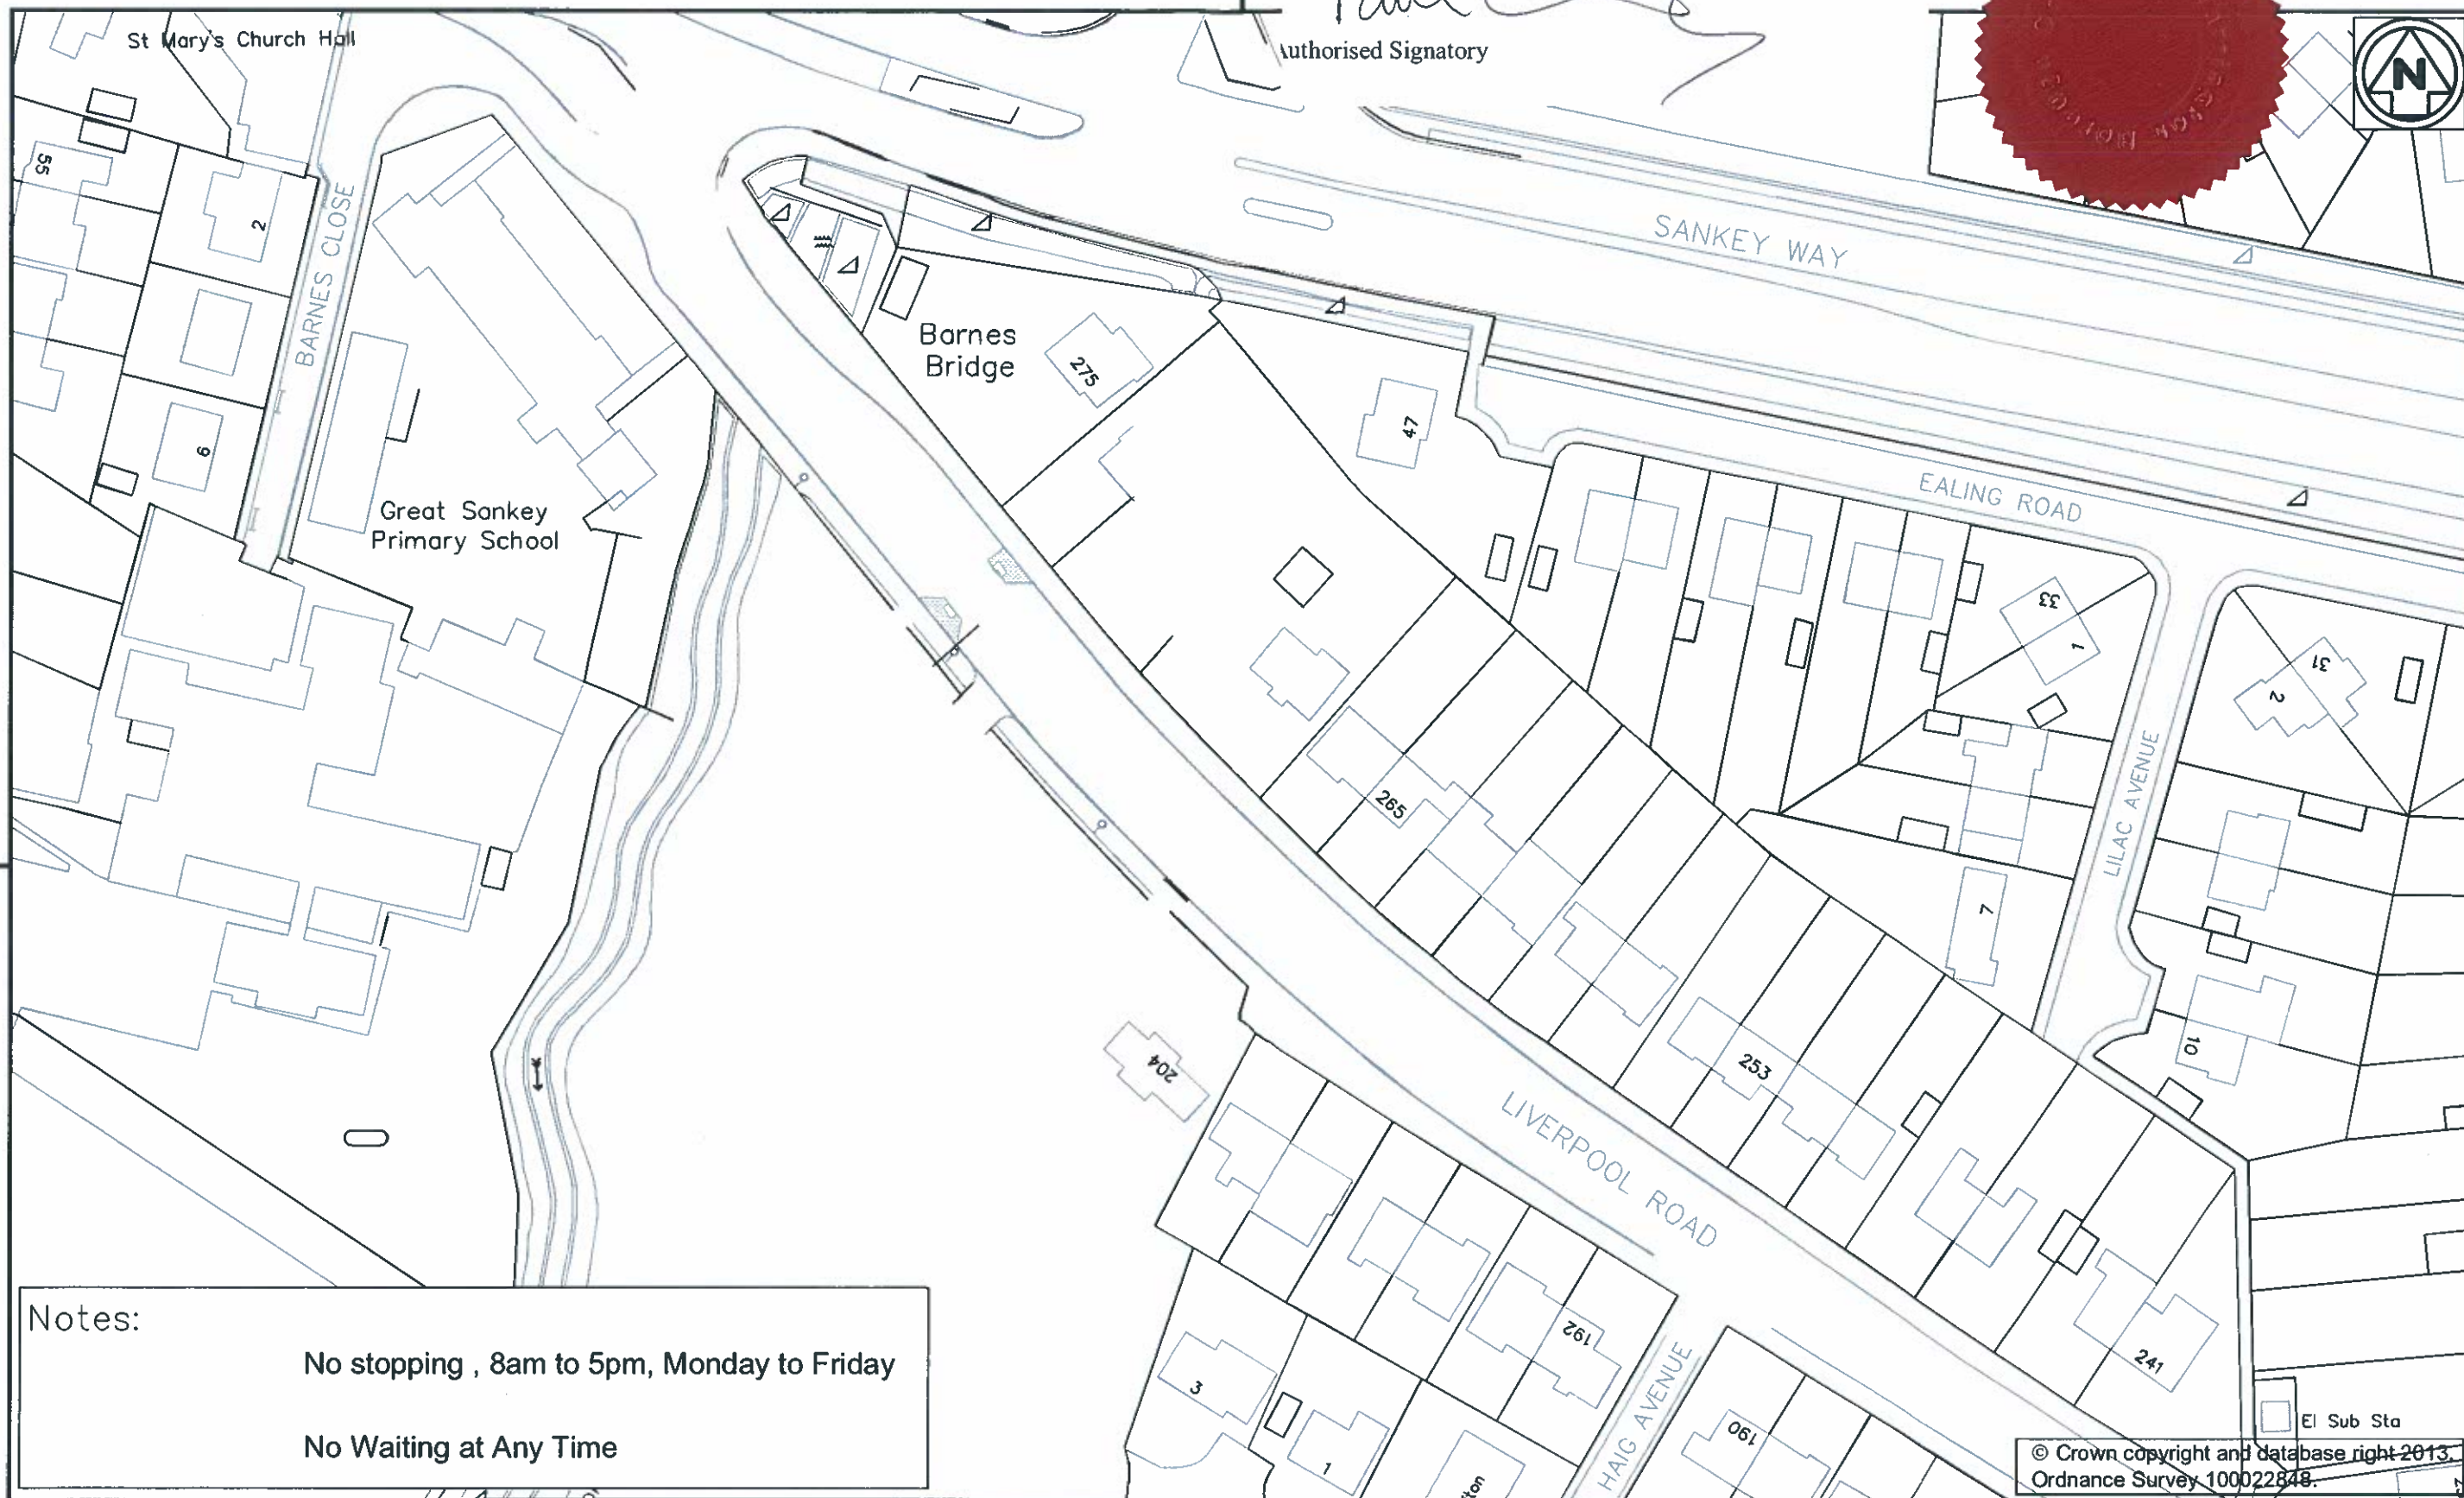 St Mary's Church Hall
Authorised Signatory
N
55
2
BARNES CLOSE
6
Great Sankey
Primary School
Barnes
Bridge
275
SANKEY WAY
47
EALING ROAD
33
1
31
2
LILAC AVENUE
265
7
10
204
253
LIVERPOOL ROAD
192
241
3
1
HAIG AVENUE
190
El Sub Sta
Notes:
No stopping , 8am to 5pm, Monday to Friday
No Waiting at Any Time
© Crown copyright and database right 2013.
Ordnance Survey 100022848.